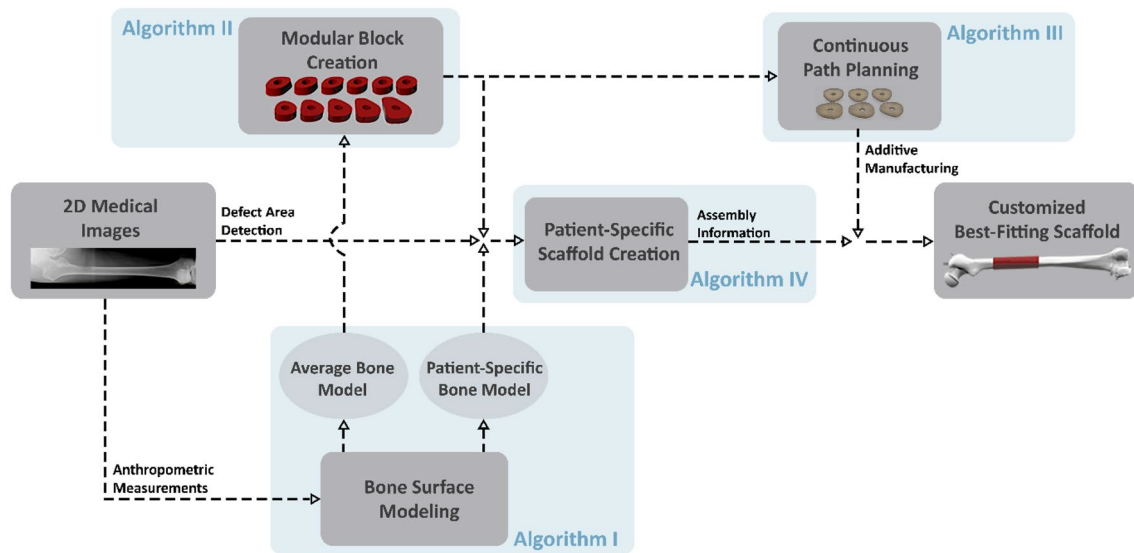 Algorithm II
Modular Block
Creation
Continuous
Path Planning
Algorithm III
Additive
Manufacturing
2D Medical
Images
Defect Area
Detection
Patient-Specific
Scaffold Creation
Algorithm IV
Assembly
Information
Customized
Best-Fitting Scaffold
Average Bone
Model
Patient-Specific
Bone Model
Anthropometric
Measurements
Bone Surface
Modeling
Algorithm I